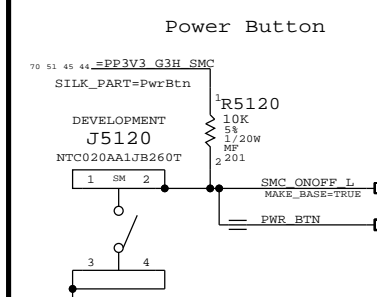 Power Button
70 51 45 44 =PP3V3_G3H_SMC
SILK_PART=PwrBtn
1
R5120
10K
5%
1/20W
MF
2 201
DEVELOPMENT
J5120
NTC020AA1JB260T
1 SM 2
SMC_ONOFF_L
MAKE_BASE=TRUE
PWR_BTN
3 4